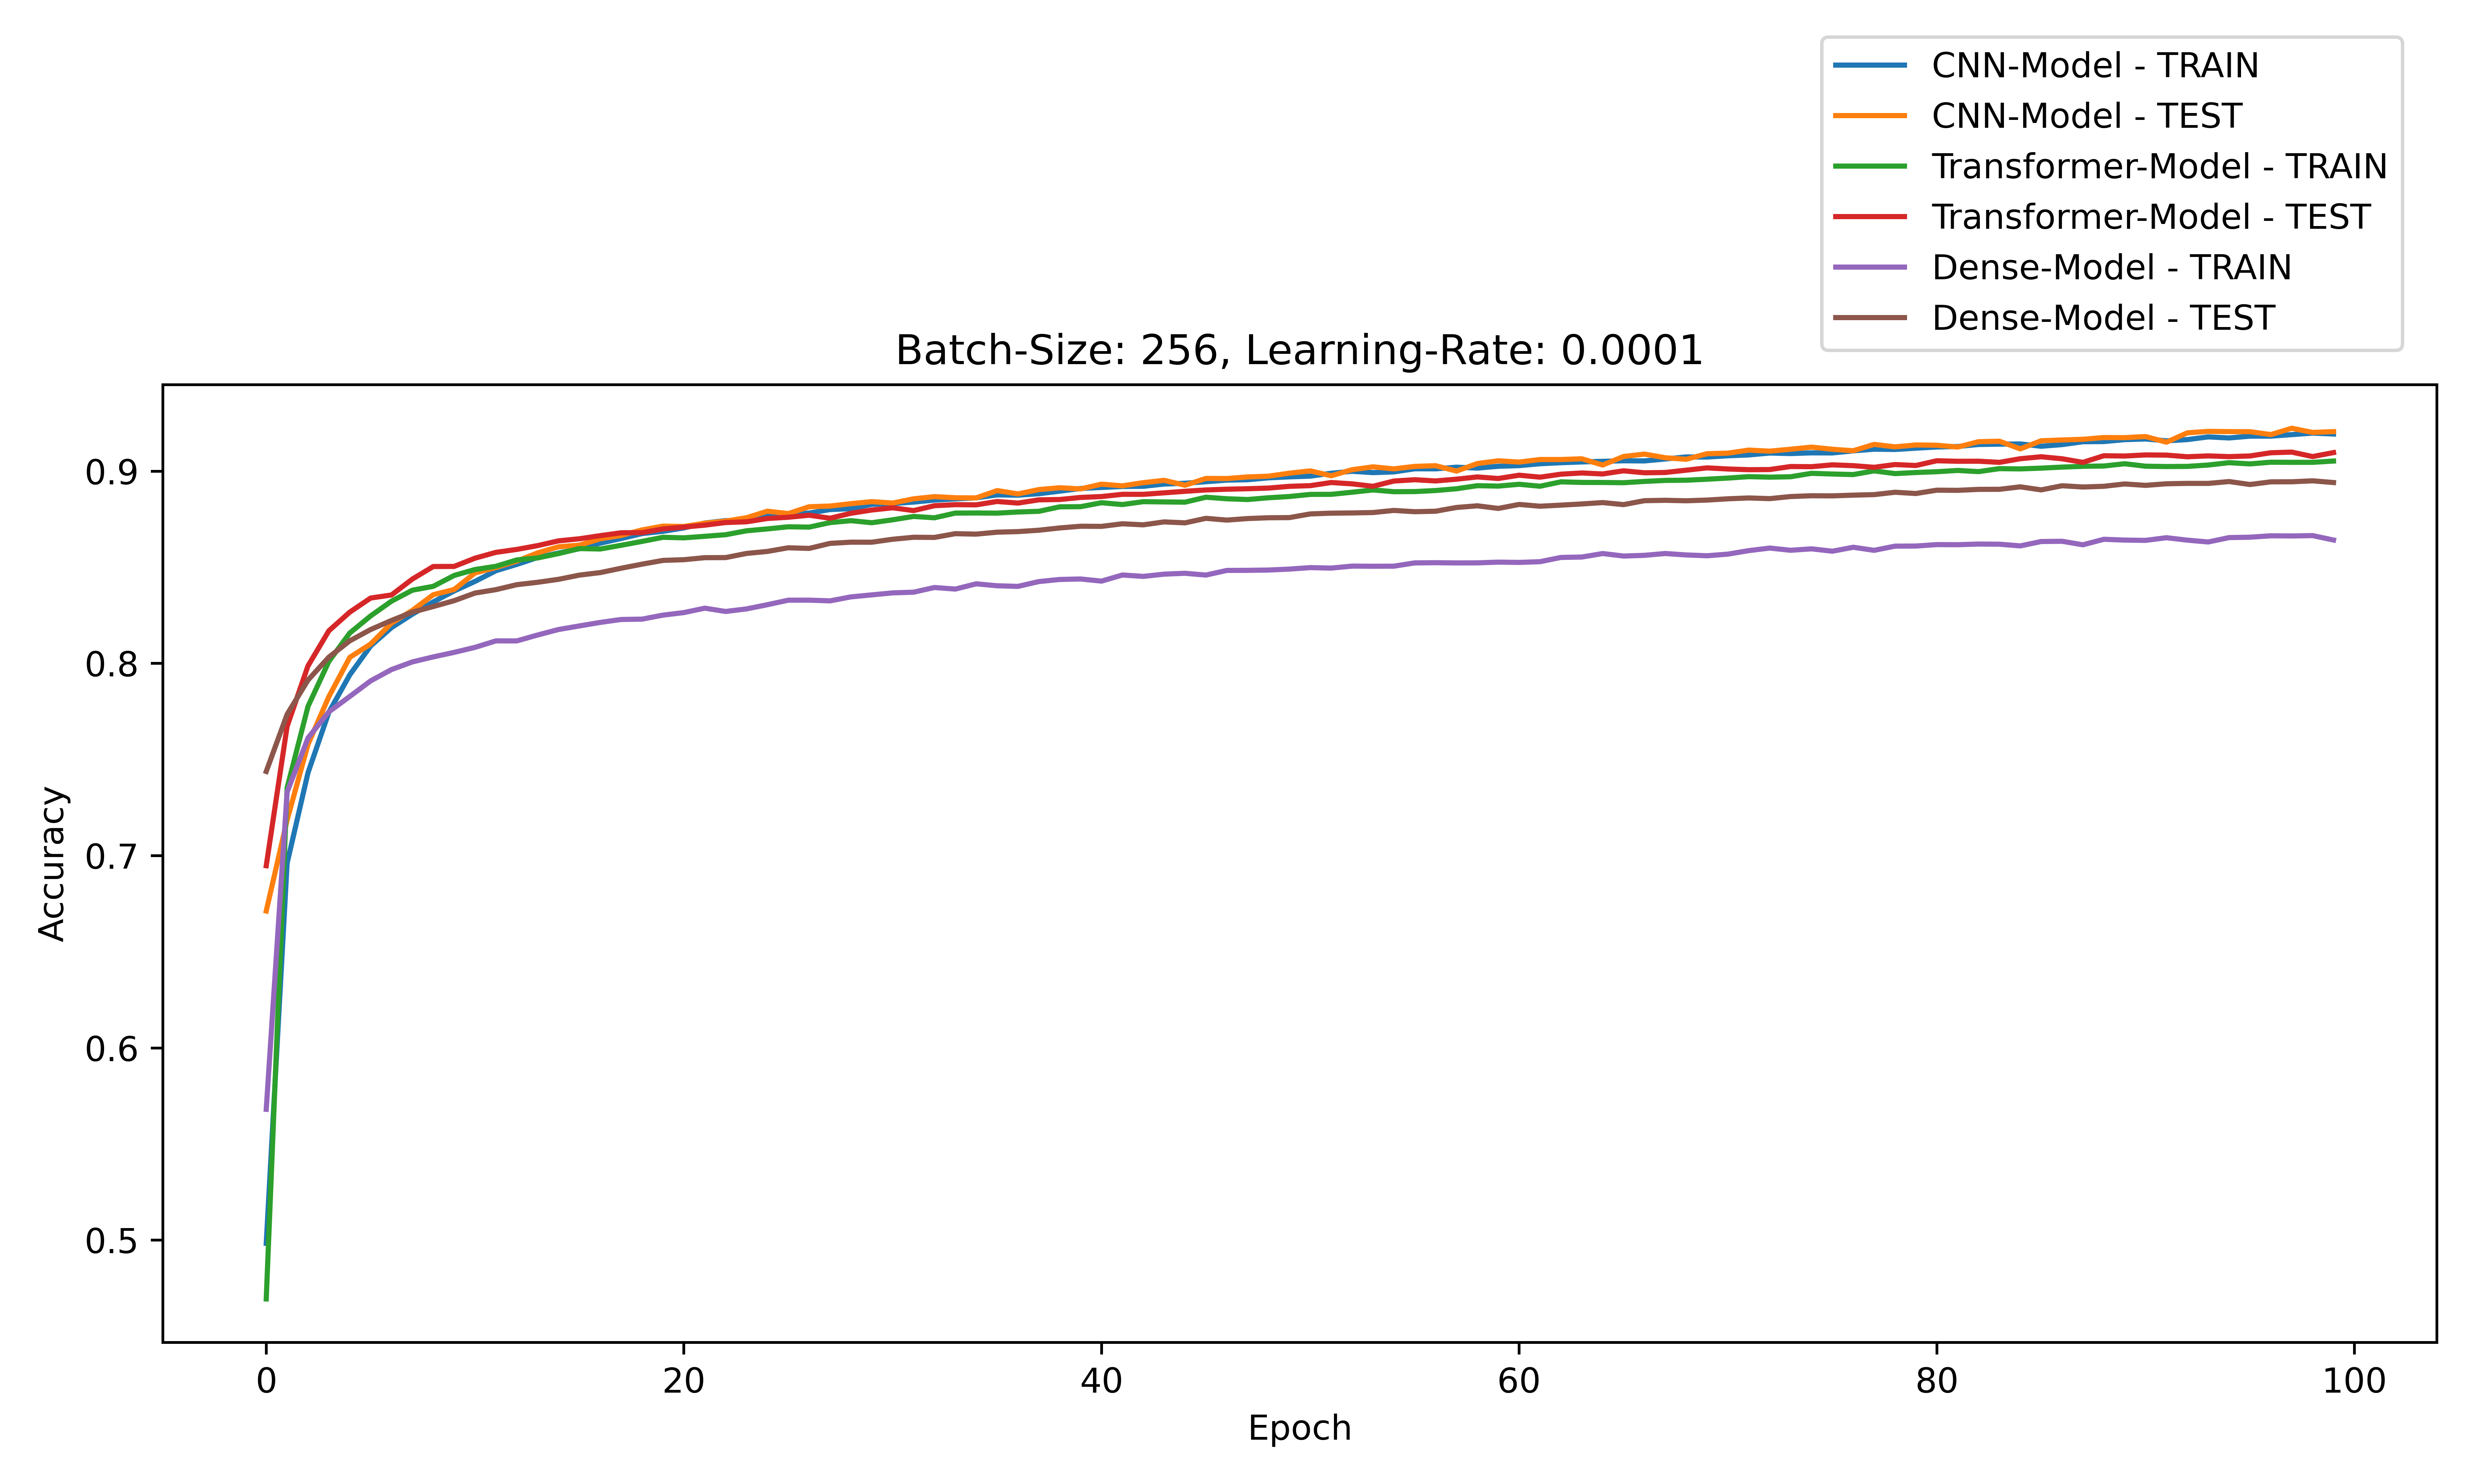 CNN-Model - TRAIN
CNN-Model - TEST
Transformer-Model - TRAIN
Transformer-Model - TEST
Dense-Model - TRAIN
Dense-Model - TEST
Batch-Size: 256, Learning-Rate: 0.0001
Accuracy
0.9
0.8
0.7
0.6
0.5
0 20 40 60 80 100
Epoch